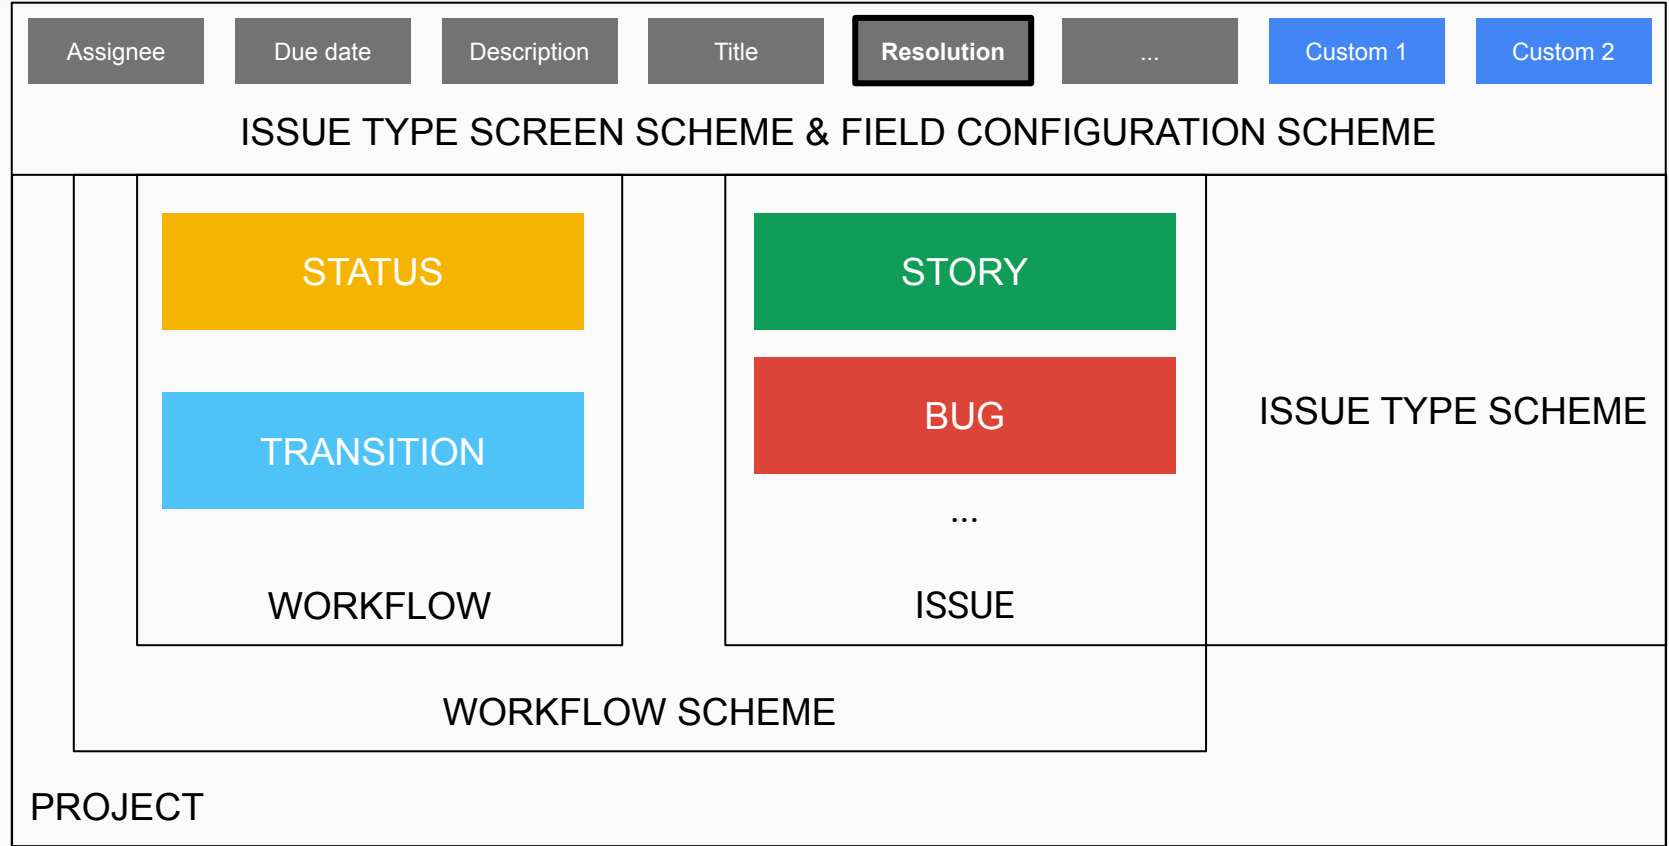 Assignee
Due date
Description
Title
Resolution
...
Custom 1
Custom 2
ISSUE TYPE SCREEN SCHEME & FIELD CONFIGURATION SCHEME
STATUS
TRANSITION
WORKFLOW
STORY
BUG
...
ISSUE
ISSUE TYPE SCHEME
WORKFLOW SCHEME
PROJECT